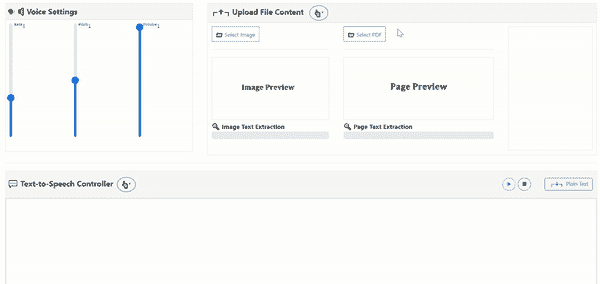 Voice Settings
Upload File Content
Rate
Pitch
Volume
Select Image
Select PDF
Image Preview
Page Preview
Image Text Extraction
Page Text Extraction
Text-to-Speech Controller
Plain Text